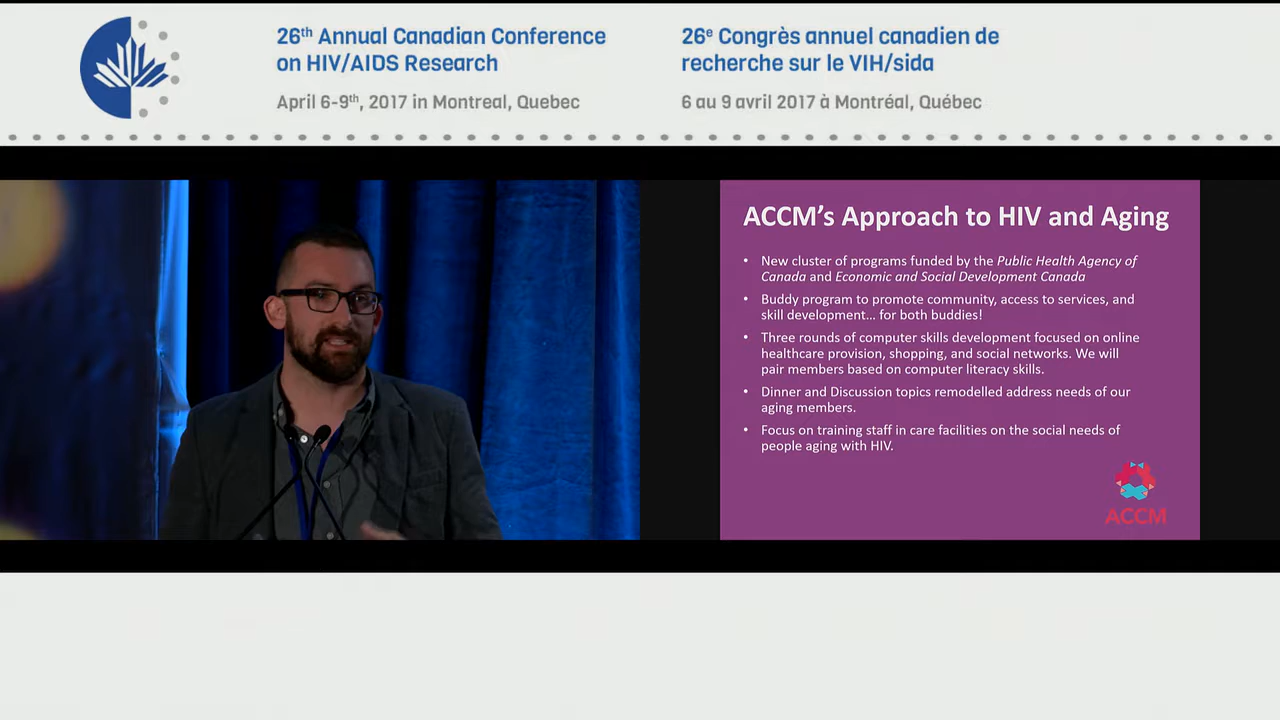 26th Annual Canadian Conference
on HIV/AIDS Research
April 6-9th, 2017 in Montreal, Quebec
26e Congrès annuel canadien de
recherche sur le VIH/sida
6 au 9 avril 2017 à Montréal, Québec
ACCM's Approach to HIV and Aging
• New cluster of programs funded by the Public Health Agency of
Canada and Economic and Social Development Canada
• Buddy program to promote community, access to services, and
skill development... for both buddies!
• Three rounds of computer skills development focused on online
healthcare provision, shopping, and social networks. We will
pair members based on computer literacy skills.
• Dinner and Discussion topics remodelled address needs of our
aging members.
• Focus on training staff in care facilities on the social needs of
people aging with HIV.
ACCM